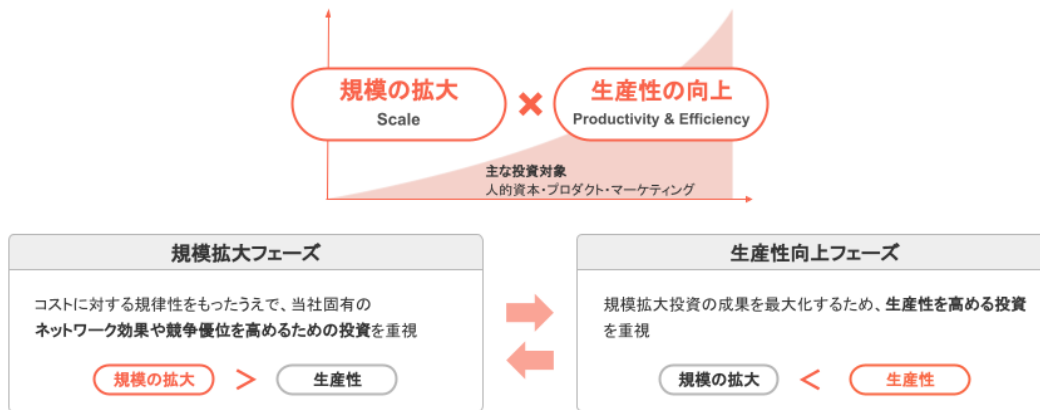 規模の拡大
Scale
×
生産性の向上
Productivity & Efficiency
主な投資対象
人的資本・プロダクト・マーケティング
規模拡大フェーズ
コストに対する規律性をもったうえで、当社固有の
ネットワーク効果や競争優位を高めるための投資を重視
規模の拡大 > 生産性
生産性向上フェーズ
規模拡大投資の成果を最大化するため、生産性を高める投資
を重視
規模の拡大 < 生産性